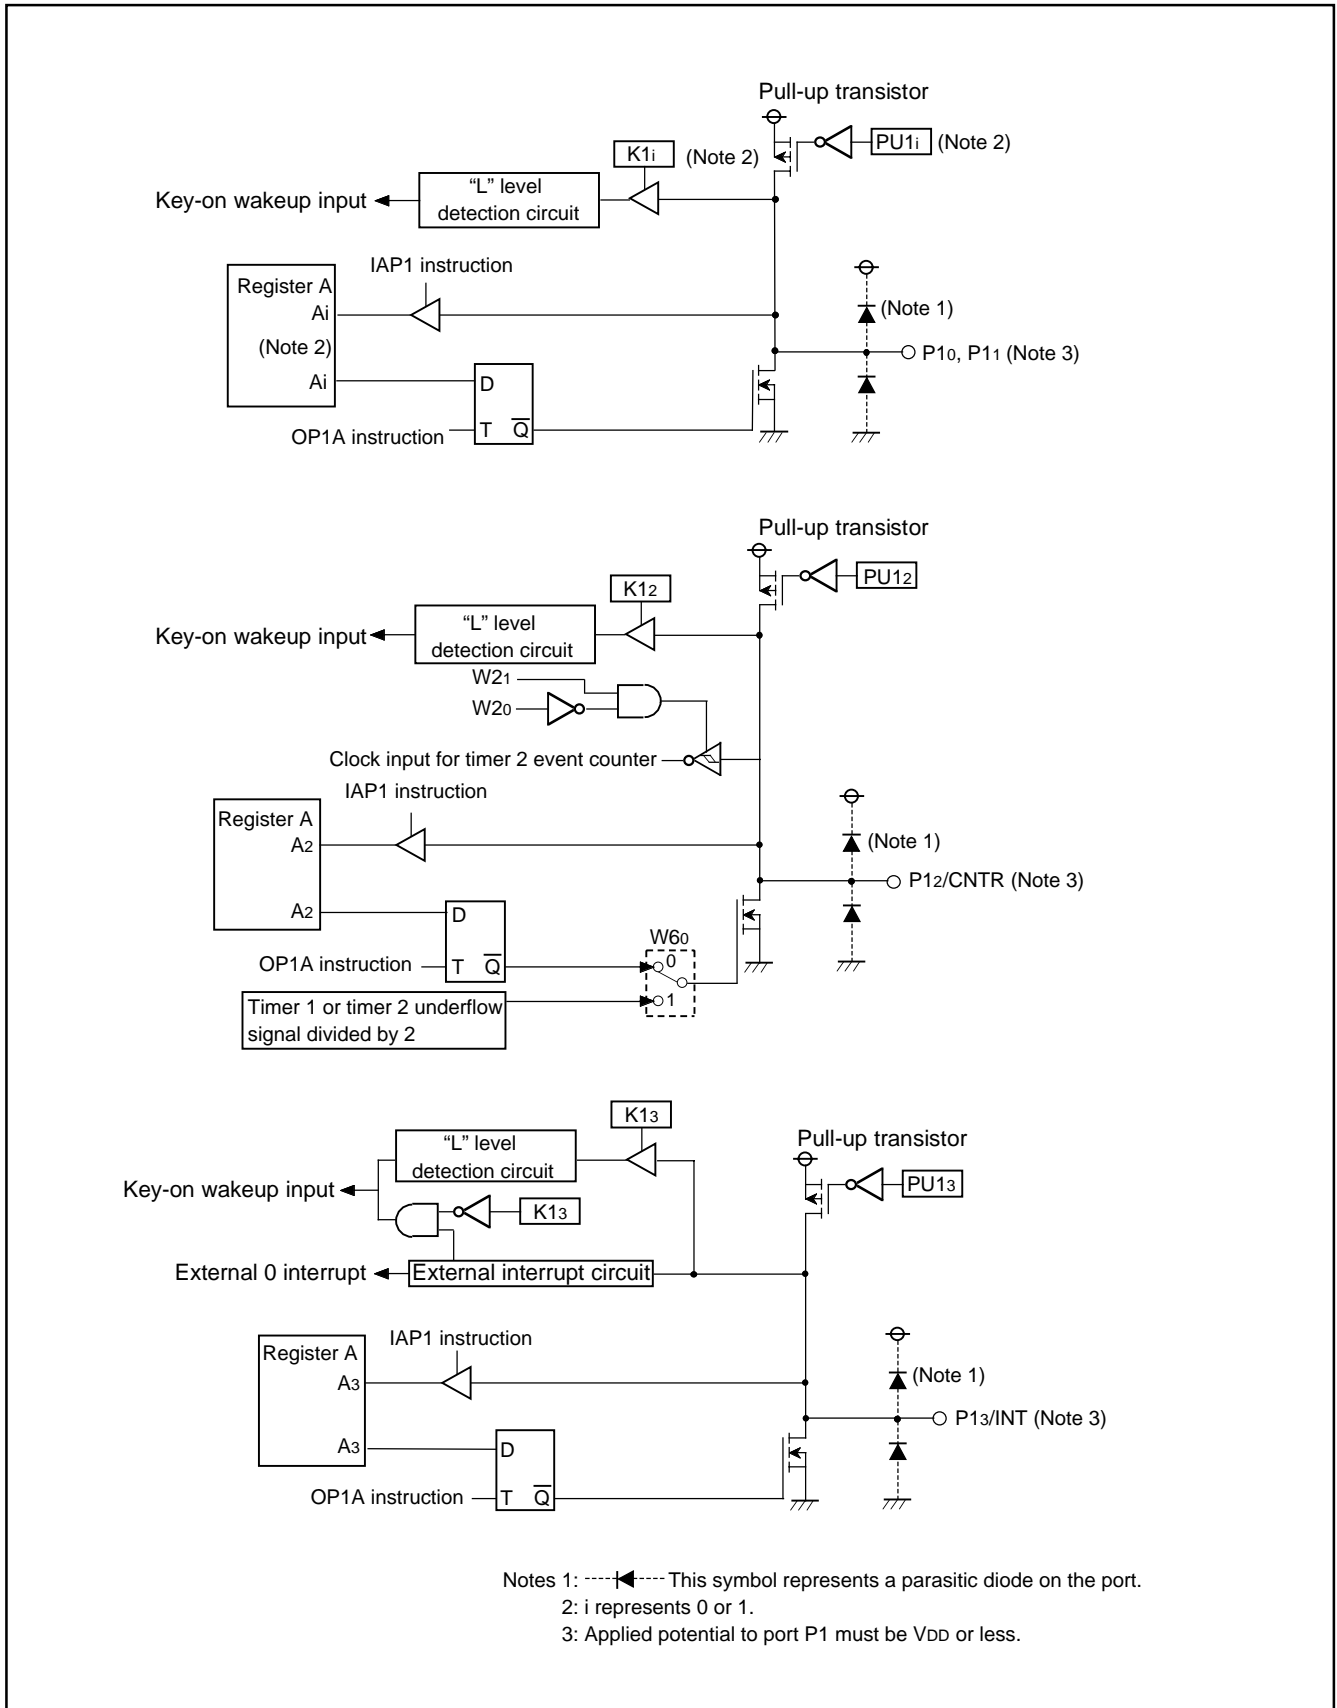 Pull-up transistor
K1i (Note 2) PU1i (Note 2)
Key-on wakeup input
“L” level
detection circuit
IAP1 instruction
Register A
Ai
(Note 2)
Ai
(Note 1)
P10, P11 (Note 3)
D
T Q
OP1A instruction
Pull-up transistor
K12
PU12
Key-on wakeup input
“L” level
detection circuit
W21
W20
Clock input for timer 2 event counter
IAP1 instruction
Register A
A2
A2
(Note 1)
P12/CNTR (Note 3)
D
T Q
OP1A instruction
W60
0
1
Timer 1 or timer 2 underflow
signal divided by 2
K13
Pull-up transistor
“L” level
detection circuit
PU13
Key-on wakeup input
K13
External 0 interrupt
External interrupt circuit
IAP1 instruction
Register A
A3
A3
(Note 1)
P13/INT (Note 3)
D
T Q
OP1A instruction
Notes 1: This symbol represents a parasitic diode on the port.
2: i represents 0 or 1.
3: Applied potential to port P1 must be VDD or less.